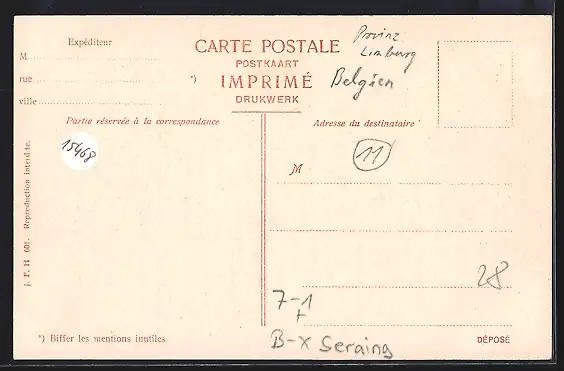 Expéditeur
M
rue *)
ville
CARTE POSTALE
POSTKAART
IMPRIMÉ
DRUKWERK
Provinz
Limburg
Belgien
Partie réservée à la correspondance
Adresse du destinataire
15468
11
M
J. F. H (60). Reproduction interdite.
28
7-1
+
B-X Seraing
*) Biffer les mentions inutiles
DÉPOSÉ